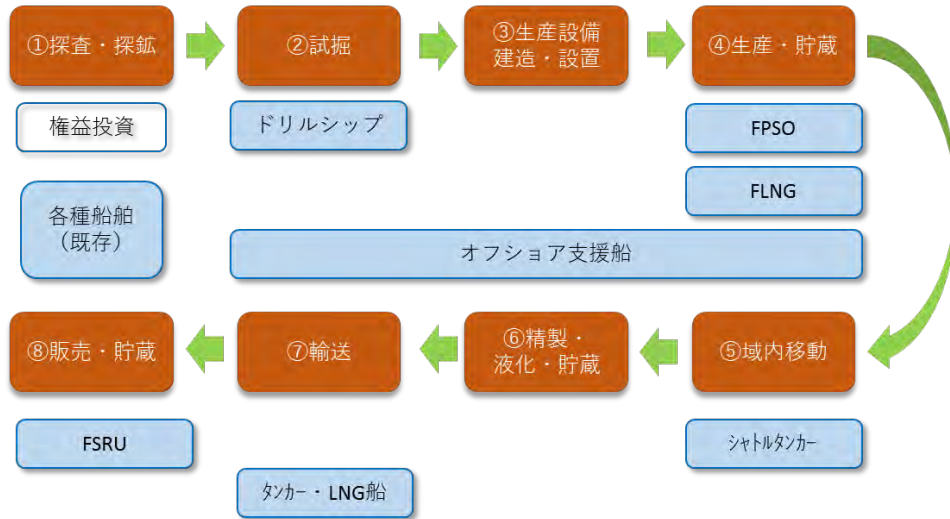 ①探査・探鉱
②試掘
③生産設備
建造・設置
④生産・貯蔵
権益投資
ドリルシップ
FPSO
FLNG
各種船舶
（既存）
オフショア支援船
⑧販売・貯蔵
⑦輸送
⑥精製・
液化・貯蔵
⑤域内移動
FSRU
ｼｬﾄﾙﾀﾝｶｰ
ﾀﾝｶｰ・LNG船